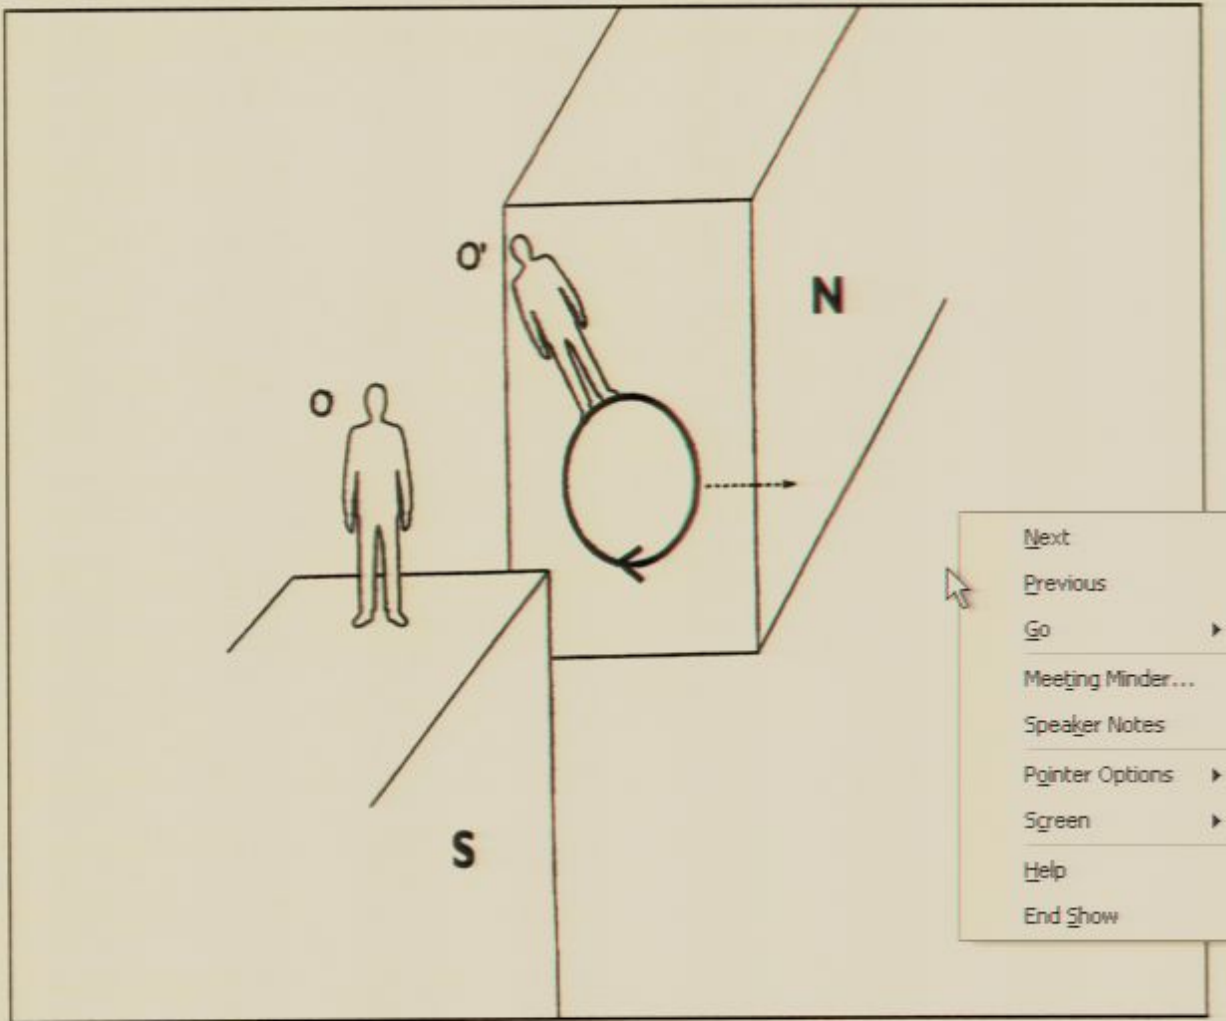 O'
N
O
S
Next
Previous
Go
Meeting Minder...
Speaker Notes
Pointer Options
Screen
Help
End Show